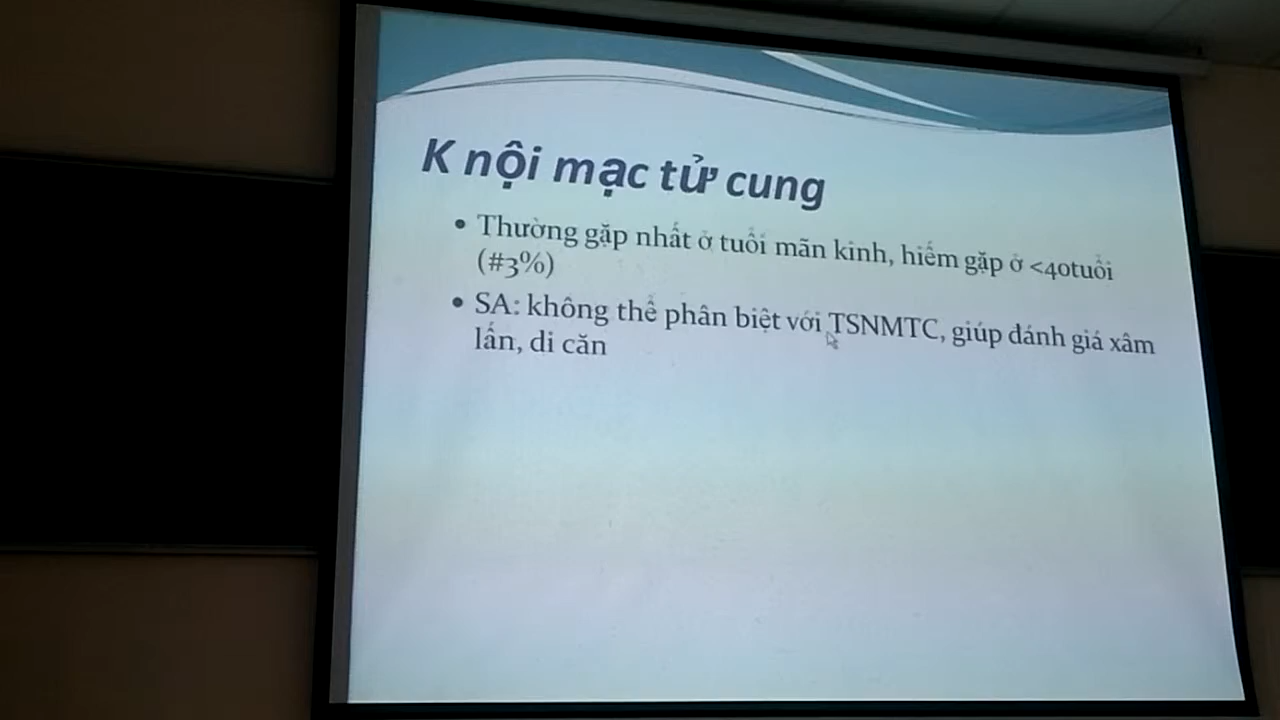 K nội mạc tử cung
• Thường gặp nhất ở tuổi mãn kinh, hiếm gặp ở <40tuổi
(#3%)
• SA: không thể phân biệt với TSNMTC, giúp đánh giá xâm
lấn, di căn